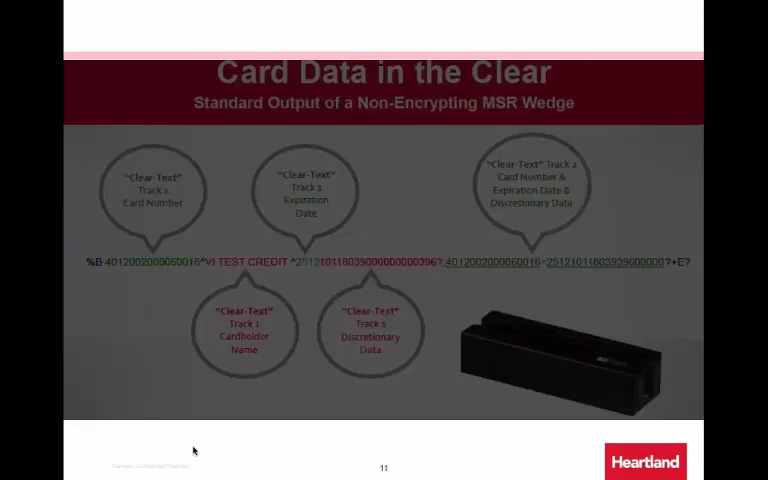 Card Data in the Clear
Standard Output of a Non-Encrypting MSR Wedge
"Clear-Text"
Track 1
Card Number
"Clear-Text"
Track 1
Expiration
Date
"Clear-Text" Track 2
Card Number &
Expiration Date &
Discretionary Data
%B 4012002000060016^VI TEST CREDIT ^25121011803900000000396?;4012002000060016=25121011803939600000?+E?
"Clear-Text"
Track 1
Cardholder
Name
"Clear-Text"
Track 1
Discretionary
Data
11
Heartland